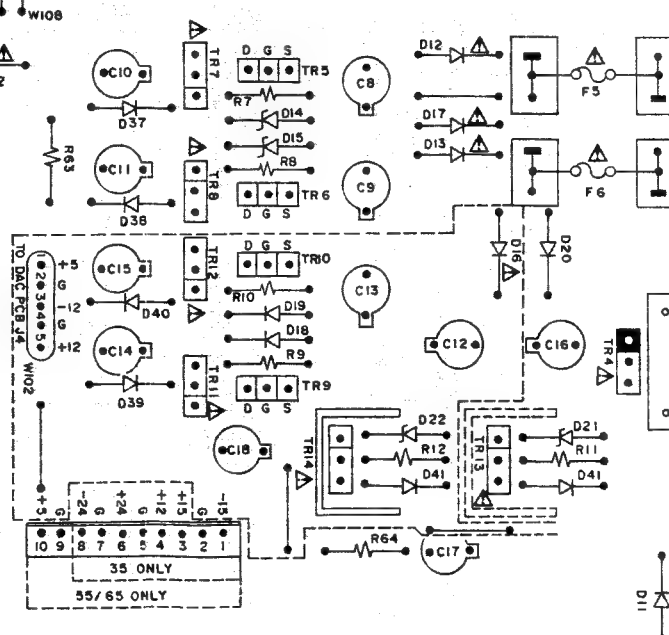 W108
2
C10
D37
TR7
D G S
TR5
R7
D14
D15
R8
C8
D12
D17
D13
F5
R63
C11
D38
TR8
TR6
D G S
C9
F6
TO DAC PCB J4
1 2 3 4 5
+5
G
-12
G
+12
W102
C15
D40
TR12
D G S
TR10
R10
D19
D18
R9
C13
D16
D20
C14
D39
TR11
TR9
D G S
C12
C16
TR4
C18
TR14
D22
R12
D41
TR13
D21
R11
D41
+5 G -24 G +24 G +12 +15 G -15
10 9 8 7 6 5 4 3 2 1
35 ONLY
55/65 ONLY
R64
C17
D11